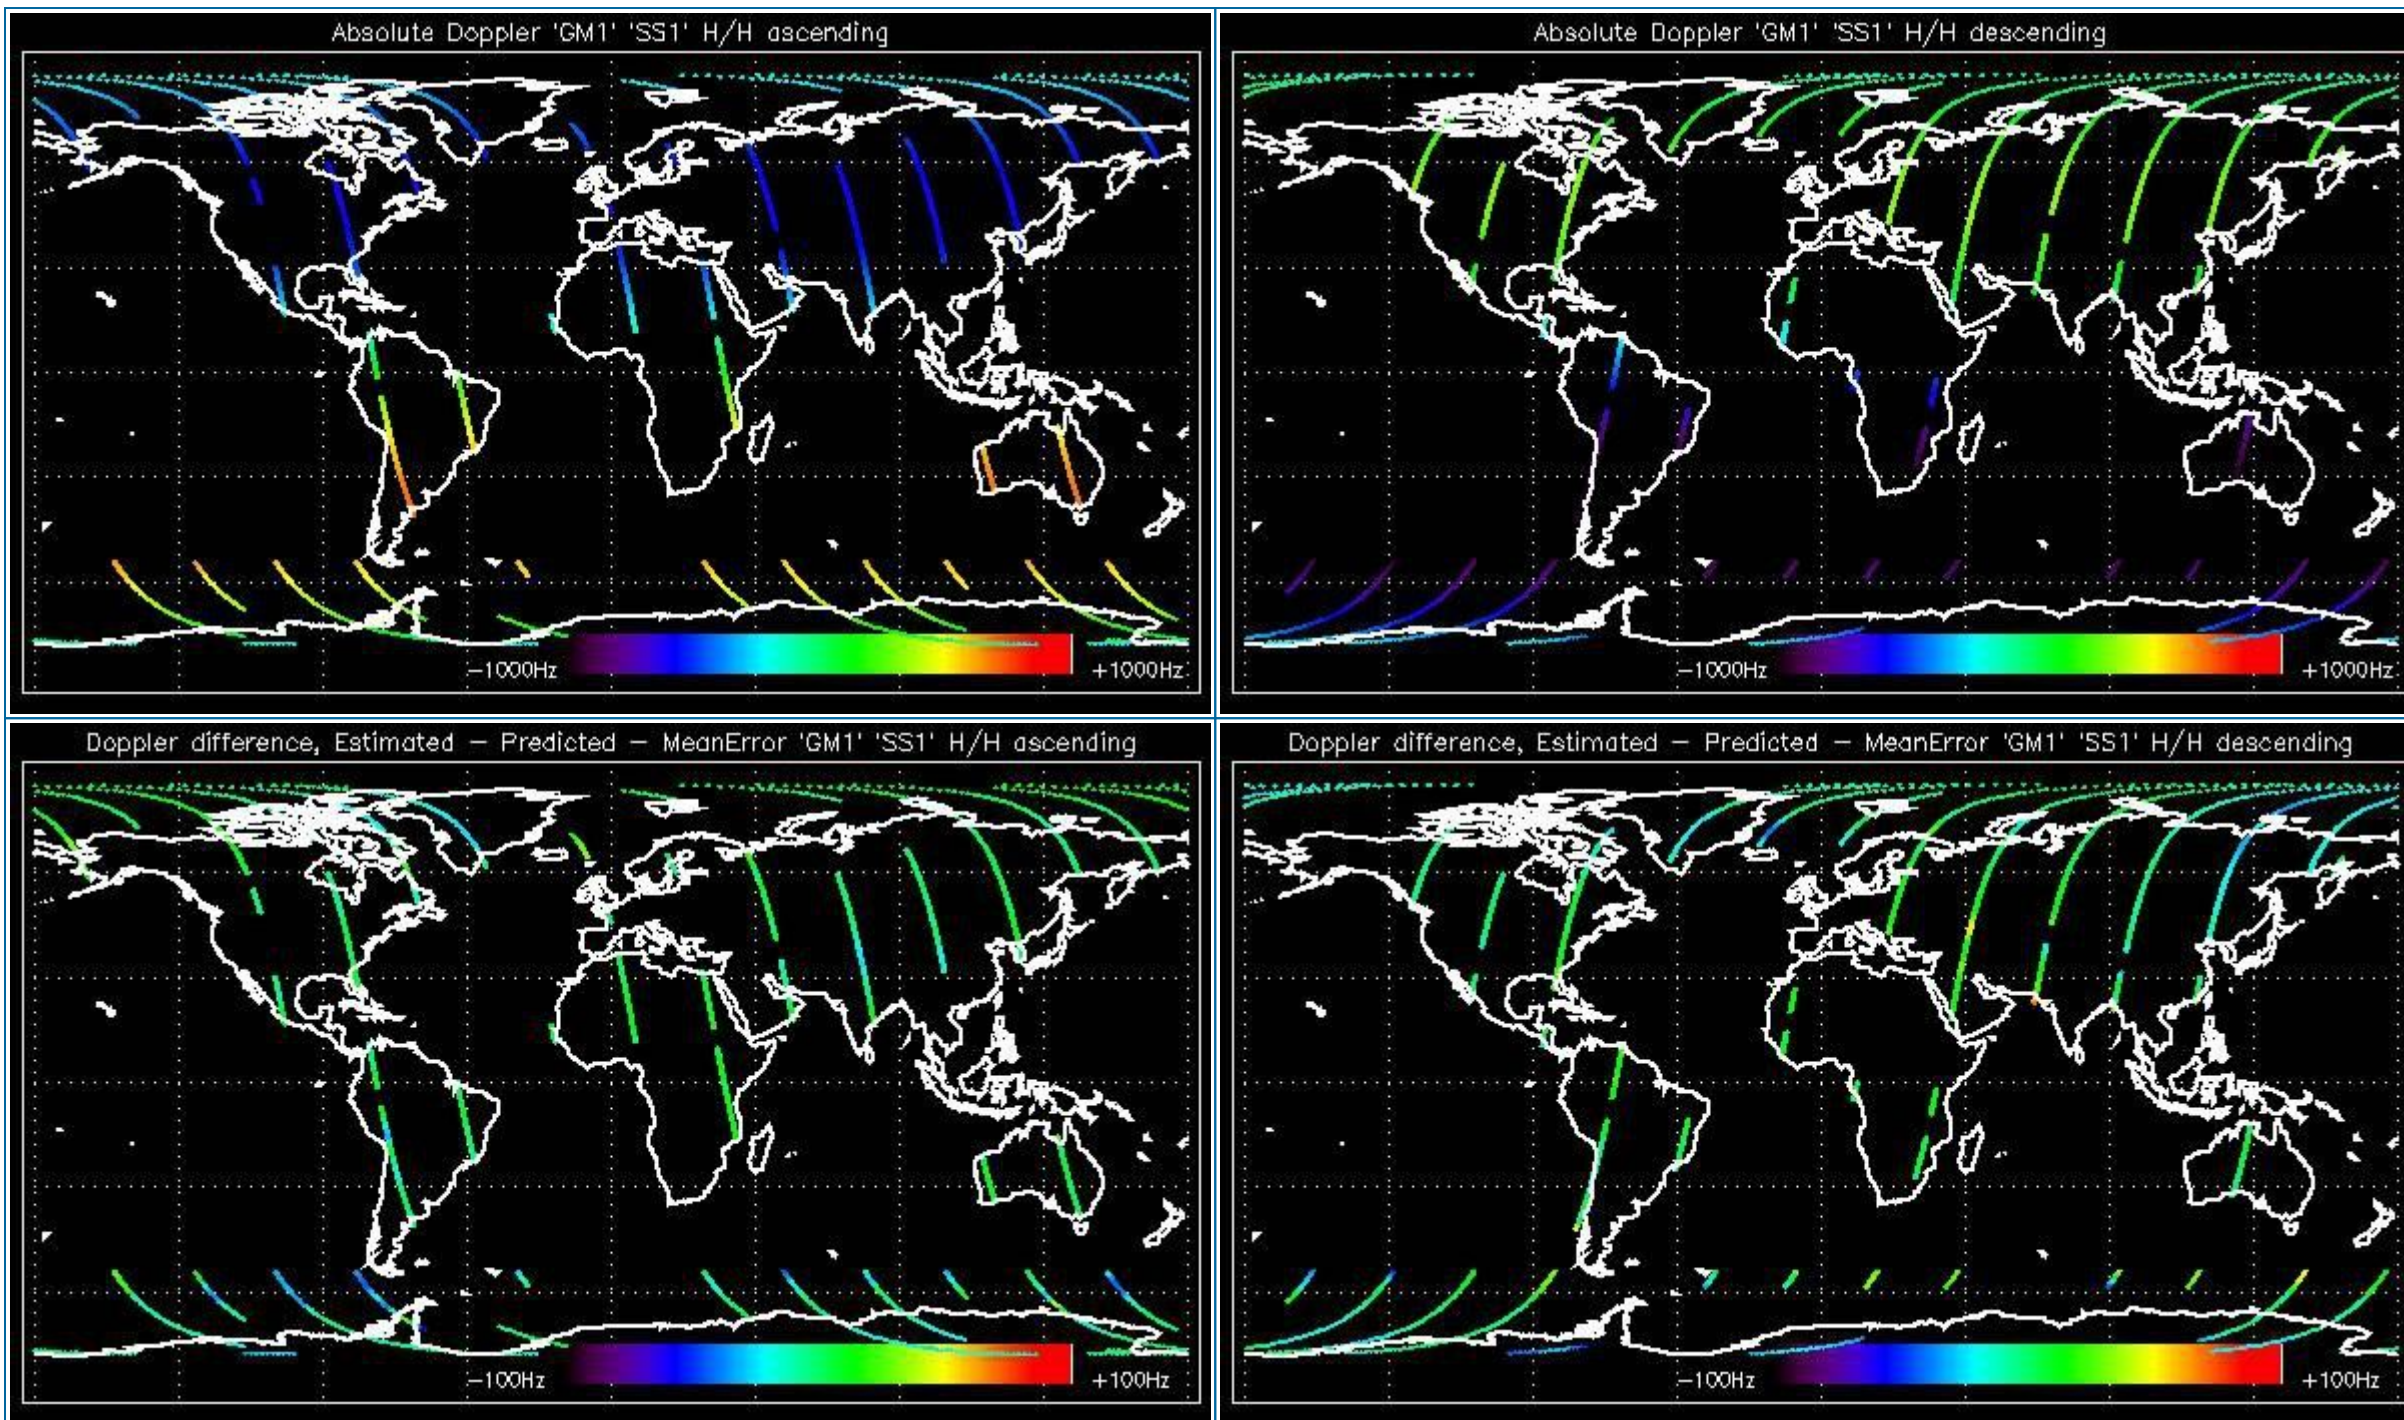 Absolute Doppler 'GM1' 'SS1' H/H ascending
−1000Hz
+1000Hz
Absolute Doppler 'GM1' 'SS1' H/H descending
−1000Hz
+1000Hz
Doppler difference, Estimated − Predicted − MeanError 'GM1' 'SS1' H/H ascending
−100Hz
+100Hz
Doppler difference, Estimated − Predicted − MeanError 'GM1' 'SS1' H/H descending
−100Hz
+100Hz